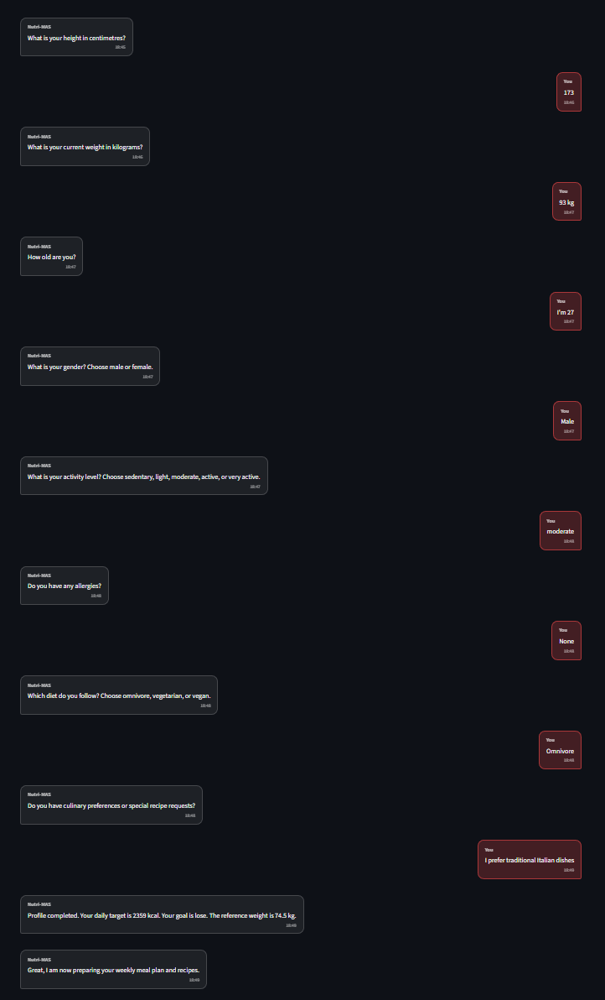 Nutri-MAS
What is your height in centimetres?
18:45
You
173
18:45
Nutri-MAS
What is your current weight in kilograms?
18:45
You
93 kg
18:47
Nutri-MAS
How old are you?
18:47
You
I'm 27
18:47
Nutri-MAS
What is your gender? Choose male or female.
18:47
You
Male
18:47
Nutri-MAS
What is your activity level? Choose sedentary, light, moderate, active, or very active.
18:47
You
moderate
18:48
Nutri-MAS
Do you have any allergies?
18:48
You
None
18:48
Nutri-MAS
Which diet do you follow? Choose omnivore, vegetarian, or vegan.
18:48
You
Omnivore
18:48
Nutri-MAS
Do you have culinary preferences or special recipe requests?
18:48
You
I prefer traditional Italian dishes
18:49
Nutri-MAS
Profile completed. Your daily target is 2359 kcal. Your goal is lose. The reference weight is 74.5 kg.
18:49
Nutri-MAS
Great, I am now preparing your weekly meal plan and recipes.
18:49